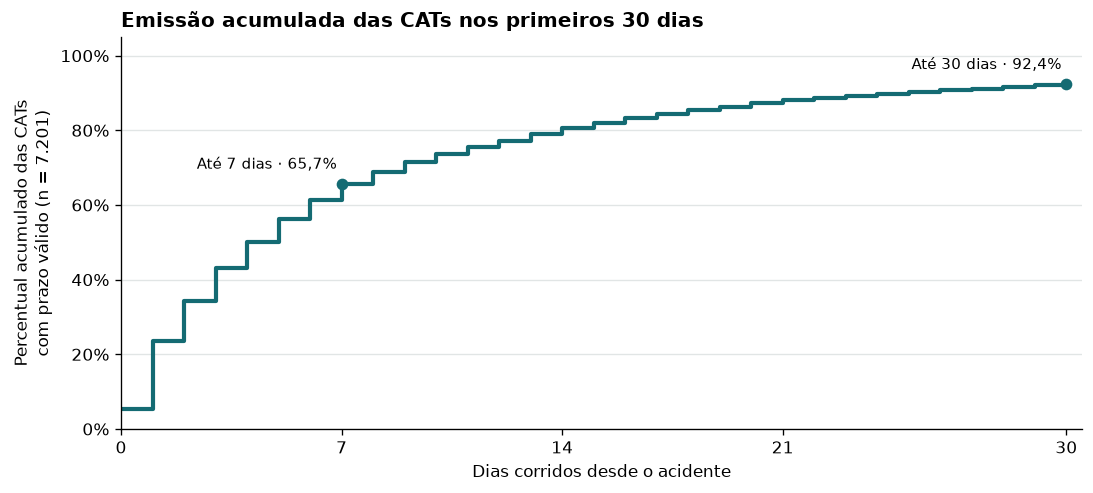 Emissão acumulada das CATs nos primeiros 30 dias
Percentual acumulado das CATs
com prazo válido (n = 7.201)
100%
80%
60%
40%
20%
0%
Até 7 dias · 65,7%
Até 30 dias · 92,4%
0
7
14
21
30
Dias corridos desde o acidente